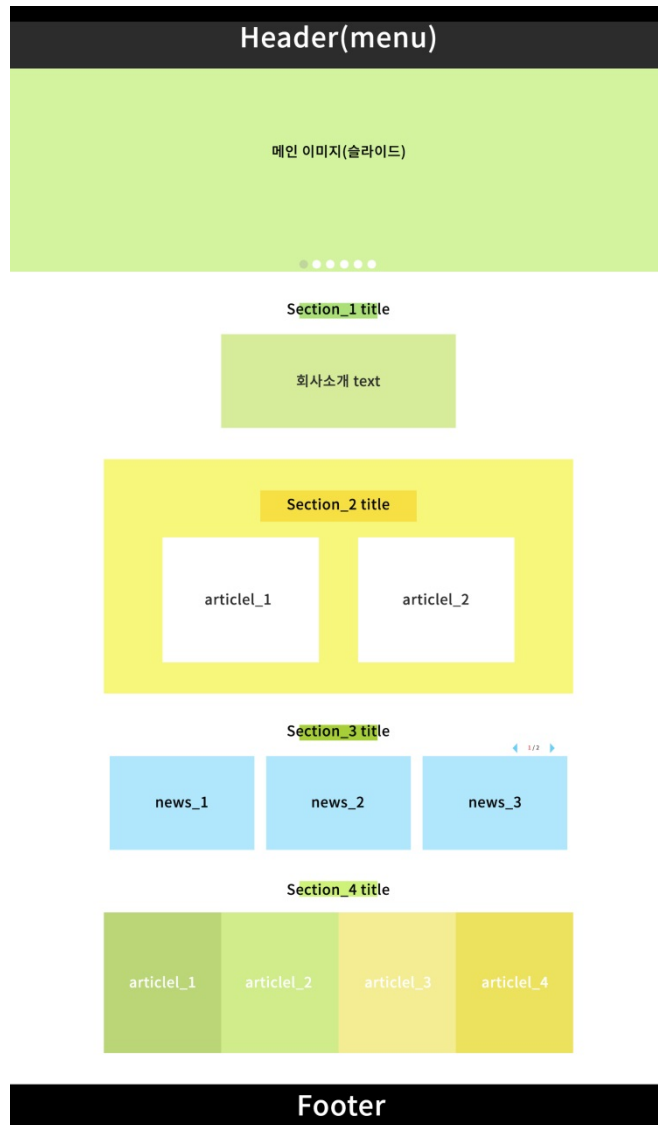 Header(menu)
메인 이미지(슬라이드)
Section_1 title
회사소개 text
Section_2 title
articlel_1
articlel_2
Section_3 title
1/2
news_1
news_2
news_3
Section_4 title
articlel_1
articlel_2
articlel_3
articlel_4
Footer